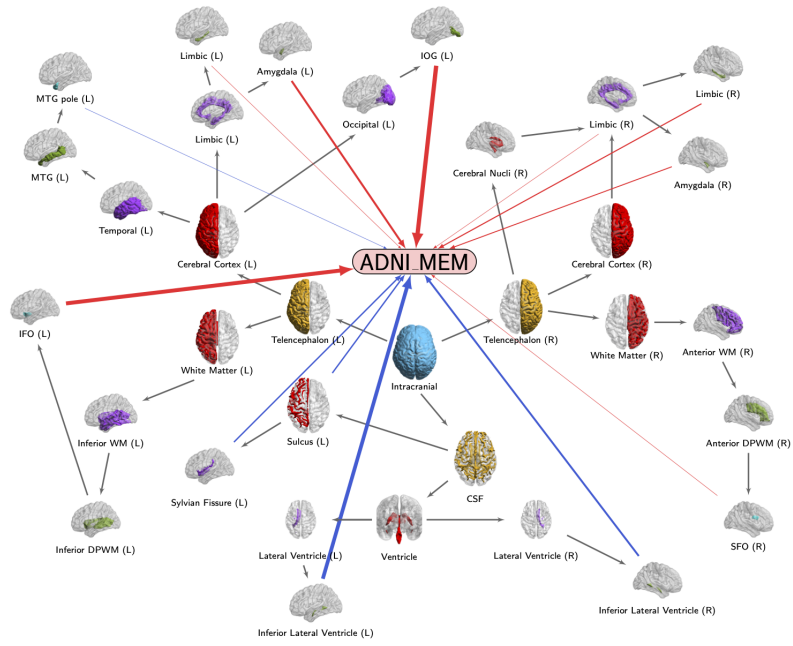 Limbic (L)
Amygdala (L)
IOG (L)
MTG pole (L)
Limbic (L)
Occipital (L)
Limbic (R)
Limbic (R)
MTG (L)
Cerebral Nucli (R)
Amygdala (R)
Temporal (L)
Cerebral Cortex (L)
ADNI_MEM
Cerebral Cortex (R)
IFO (L)
Telencephalon (L)
Telencephalon (R)
White Matter (L)
White Matter (R)
Anterior WM (R)
Intracranial
Inferior WM (L)
Sulcus (L)
Anterior DPWM (R)
Sylvian Fissure (L)
CSF
Inferior DPWM (L)
Lateral Ventricle (L)
Ventricle
Lateral Ventricle (R)
SFO (R)
Inferior Lateral Ventricle (L)
Inferior Lateral Ventricle (R)